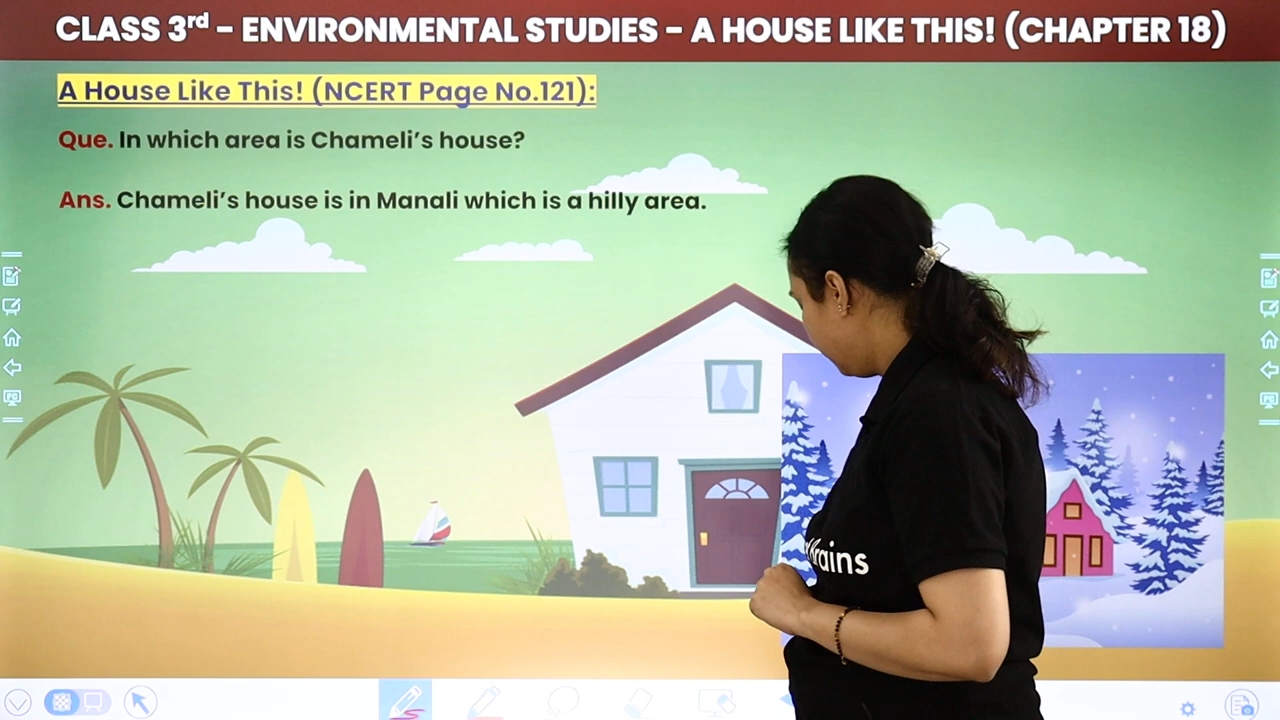 CLASS 3rd – ENVIRONMENTAL STUDIES – A HOUSE LIKE THIS! (CHAPTER 18)
A House Like This! (NCERT Page No.121):
Que. In which area is Chameli’s house?
Ans. Chameli’s house is in Manali which is a hilly area.